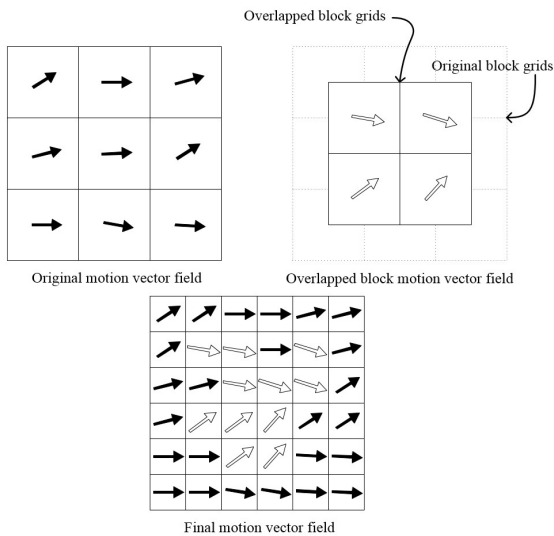 Overlapped block grids
Original block grids
Original motion vector field
Overlapped block motion vector field
Final motion vector field